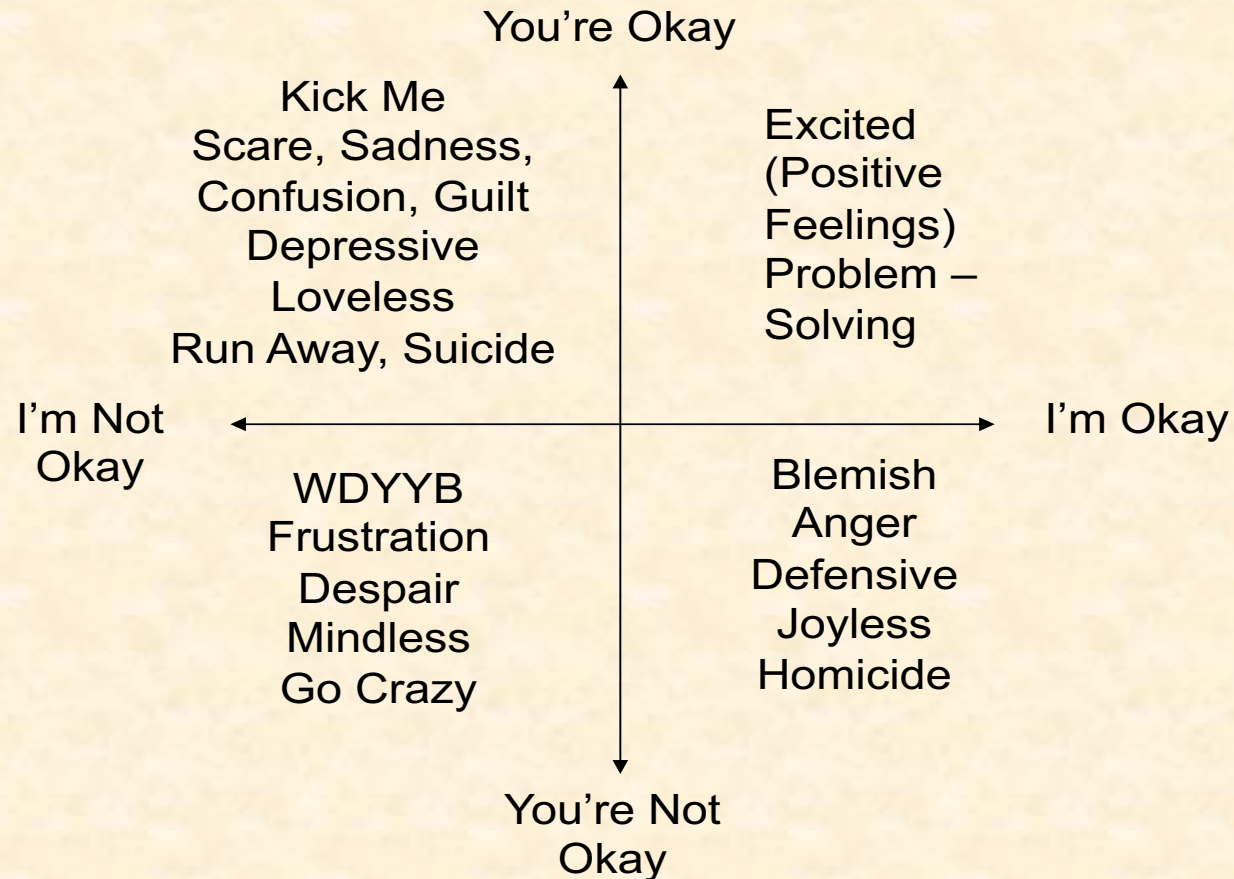 You’re Okay
Kick Me
Scare, Sadness,
Confusion, Guilt
Depressive
Loveless
Run Away, Suicide
Excited
(Positive
Feelings)
Problem –
Solving
I’m Not
Okay
I’m Okay
WDYYB
Frustration
Despair
Mindless
Go Crazy
Blemish
Anger
Defensive
Joyless
Homicide
You’re Not
Okay